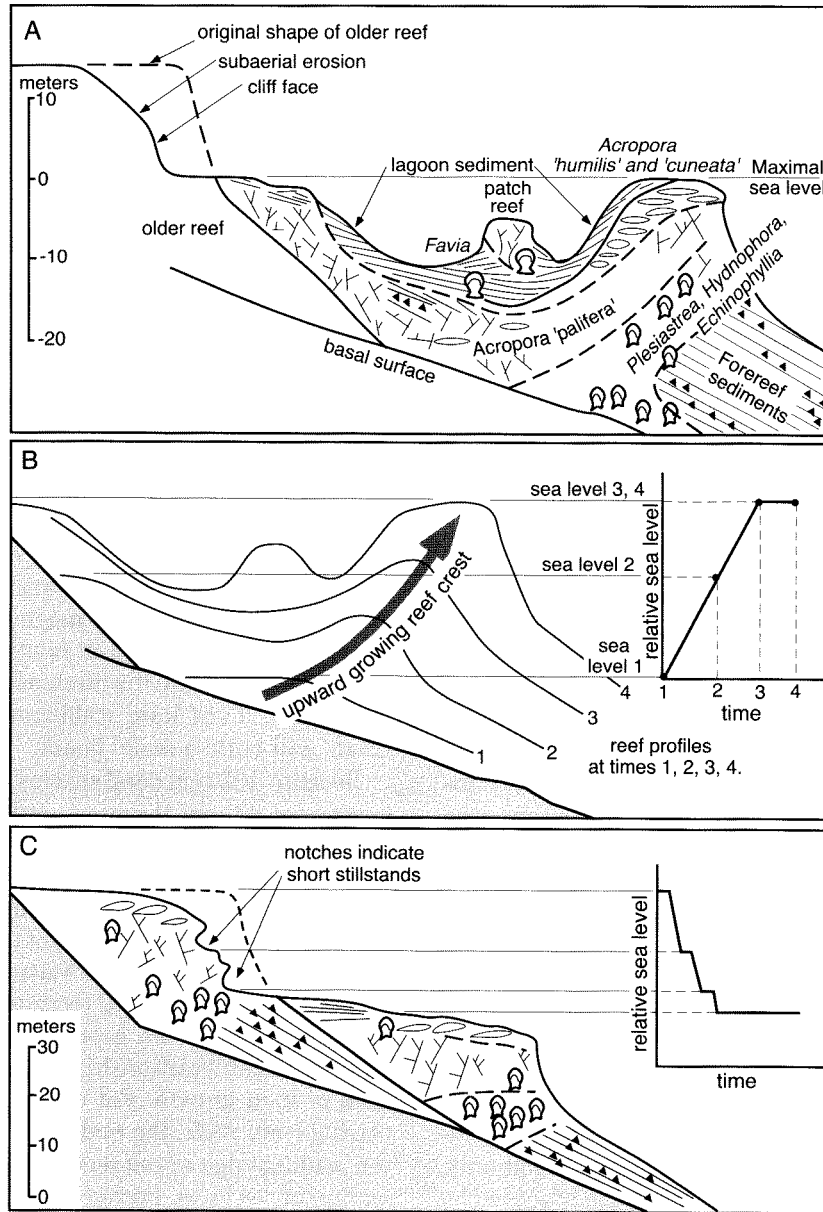 A
original shape of older reef
subaerial erosion
cliff face
meters
10
0
-10
-20
lagoon sediment
patch
reef
Acropora
'humilis' and 'cuneata'
Maximal
sea level
older reef
Favia
Acropora 'palifera'
Plesiastrea, Hydnophora,
Echinophyllia
basal surface
Forereef
sediments
B
sea level 3, 4
sea level 2
sea
level 1
upward growing reef crest
1
2
3
4
relative sea level
1
2
3
4
time
reef profiles
at times 1, 2, 3, 4.
C
notches indicate
short stillstands
meters
30
20
10
0
relative sea level
time